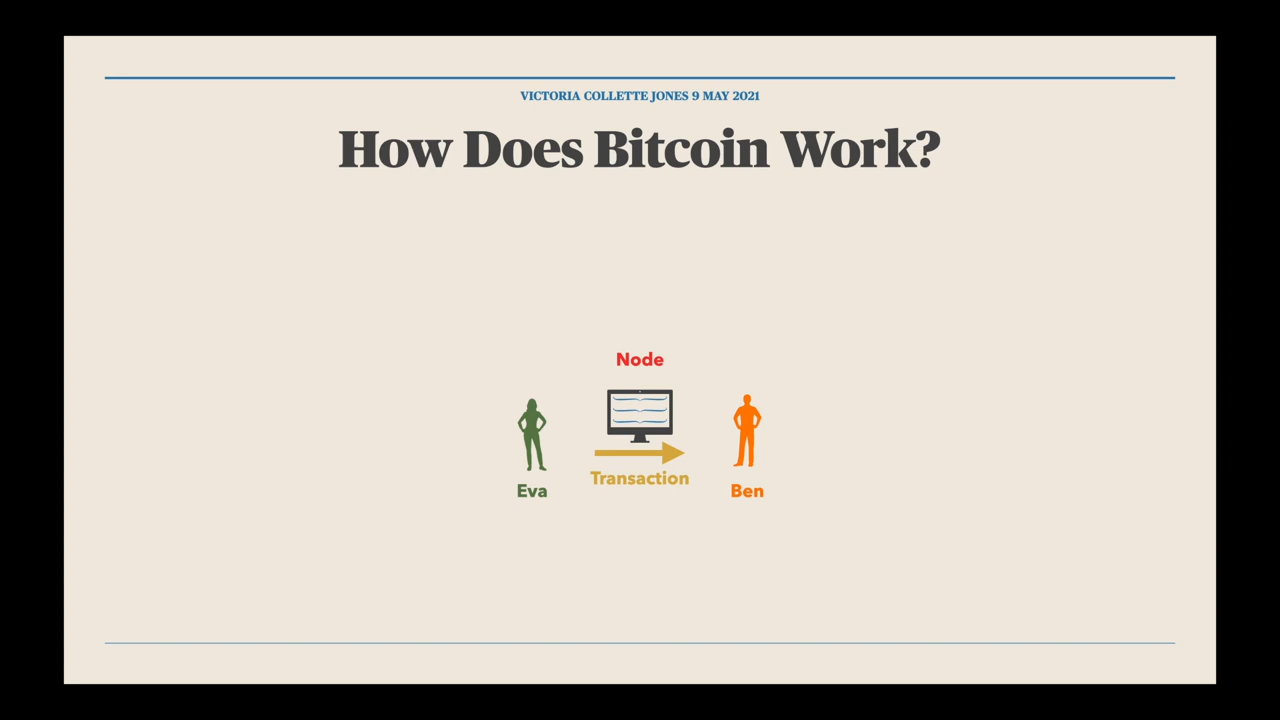 VICTORIA COLLETTE JONES 9 MAY 2021
How Does Bitcoin Work?
Node
Transaction
Eva
Ben